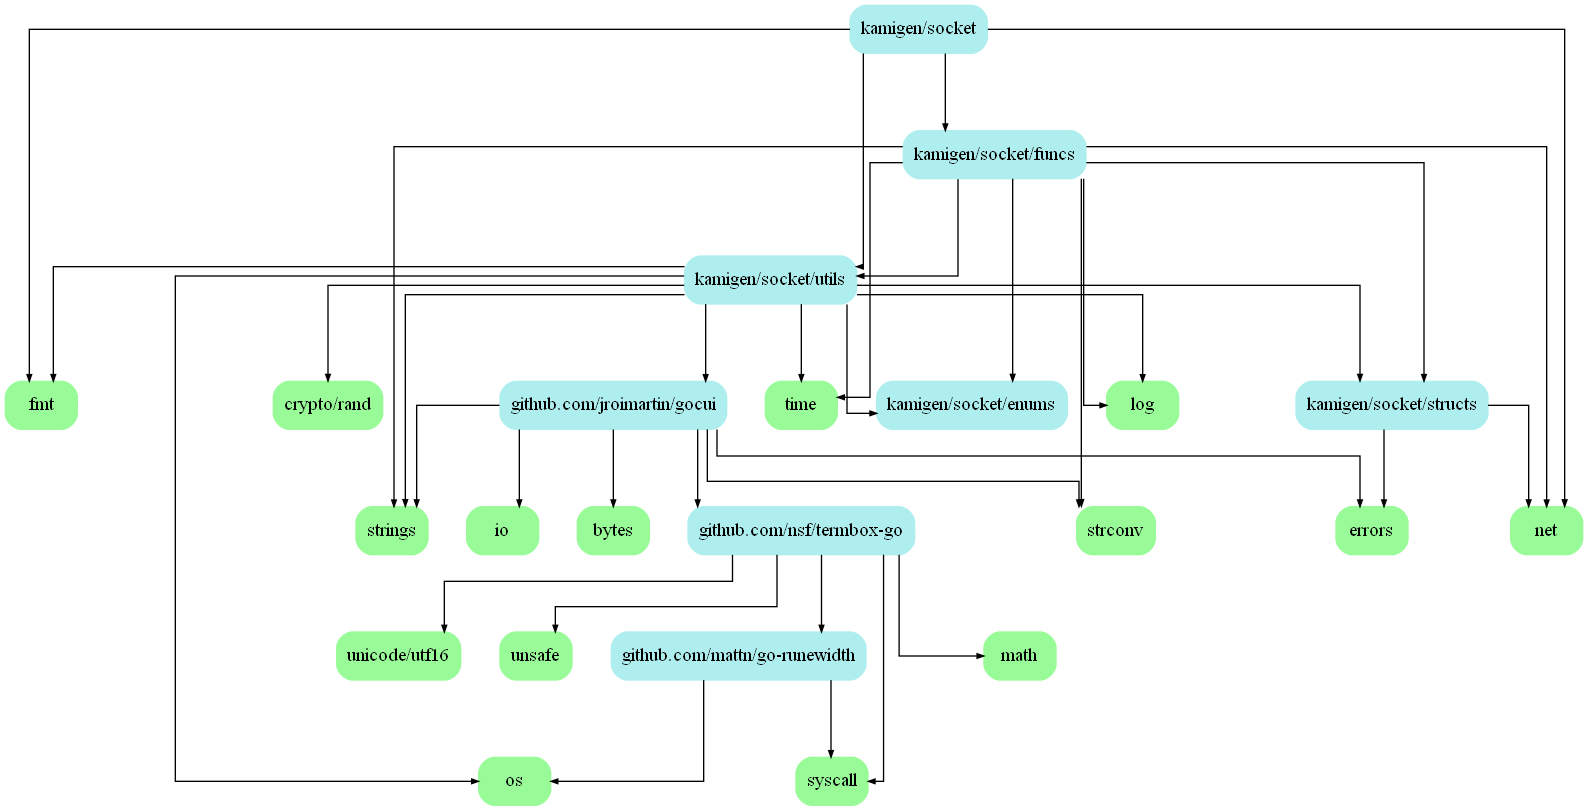 kamigen/socket
kamigen/socket/funcs
kamigen/socket/utils
fmt
crypto/rand
github.com/jroimartin/gocui
time
kamigen/socket/enums
log
kamigen/socket/structs
strings
io
bytes
github.com/nsf/termbox-go
strconv
errors
net
unicode/utf16
unsafe
github.com/mattn/go-runewidth
math
os
syscall